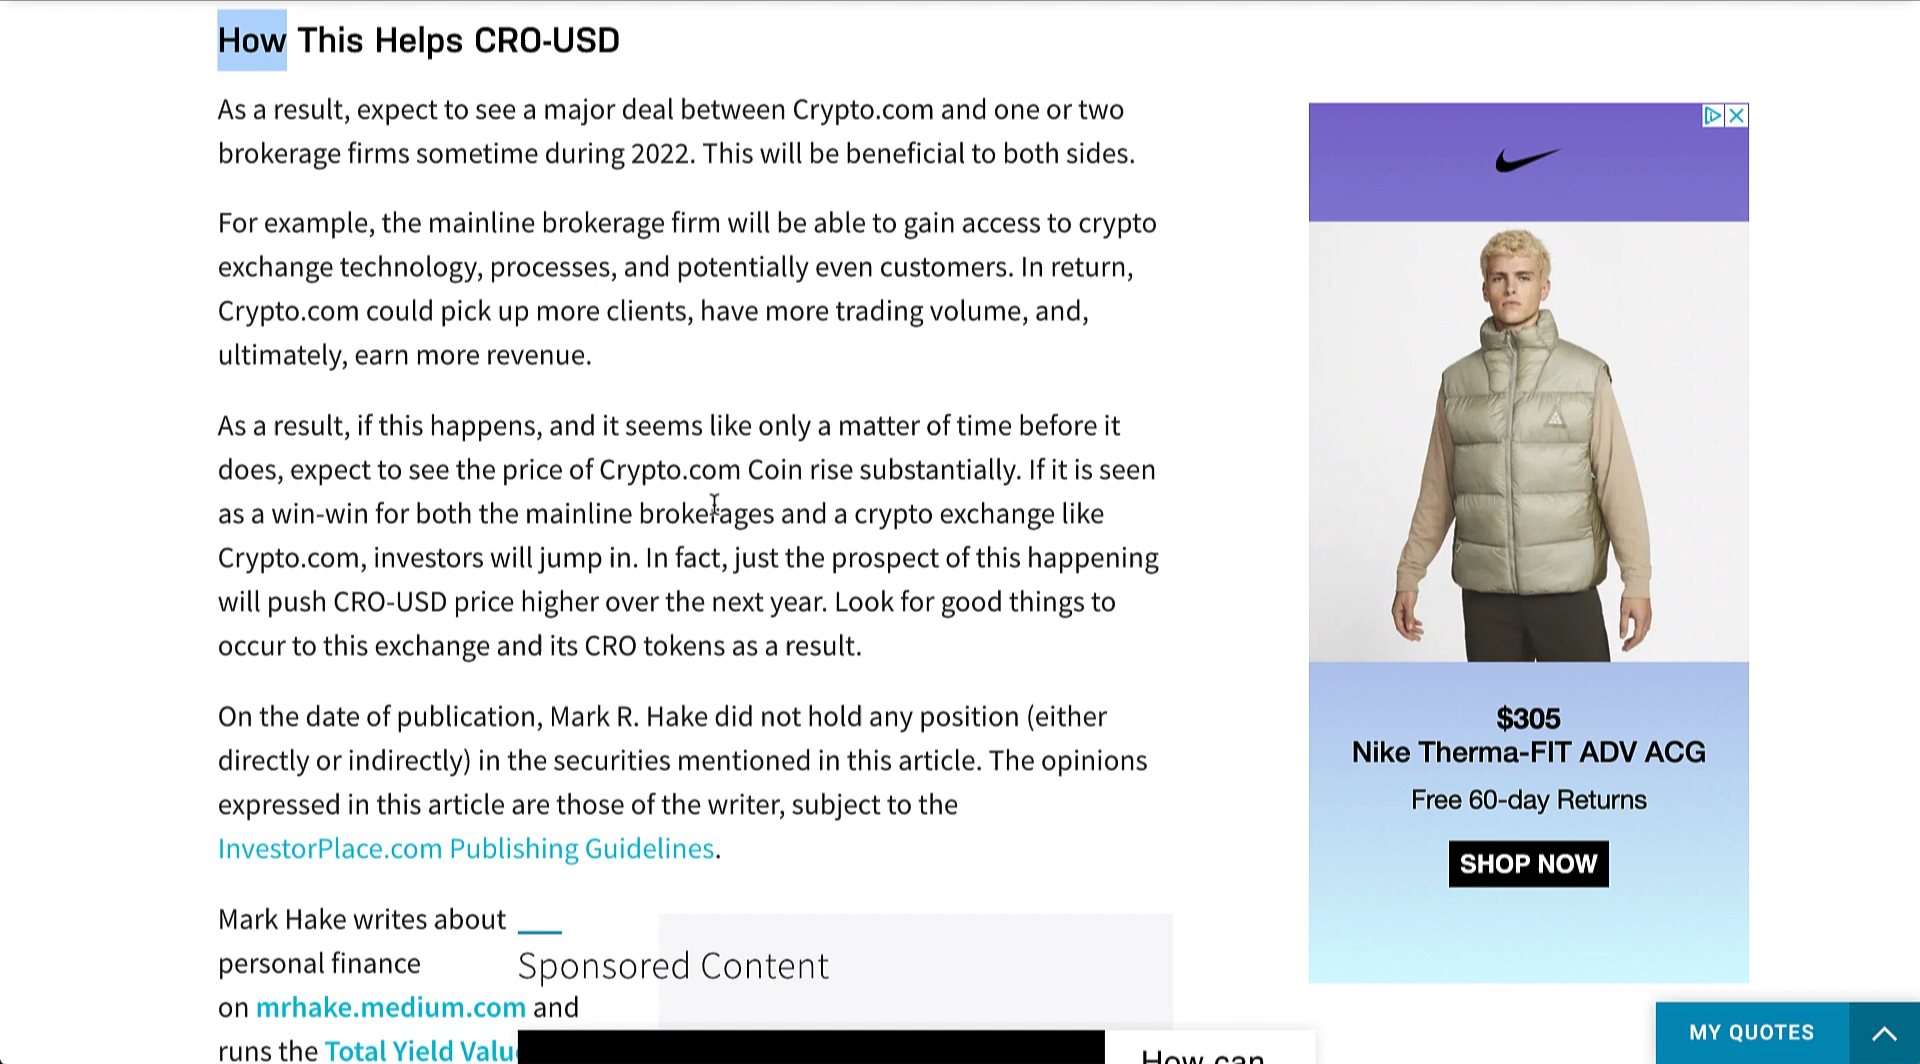 How This Helps CRO-USD
As a result, expect to see a major deal between Crypto.com and one or two
brokerage firms sometime during 2022. This will be beneficial to both sides.
For example, the mainline brokerage firm will be able to gain access to crypto
exchange technology, processes, and potentially even customers. In return,
Crypto.com could pick up more clients, have more trading volume, and,
ultimately, earn more revenue.
As a result, if this happens, and it seems like only a matter of time before it
does, expect to see the price of Crypto.com Coin rise substantially. If it is seen
as a win-win for both the mainline brokerages and a crypto exchange like
Crypto.com, investors will jump in. In fact, just the prospect of this happening
will push CRO-USD price higher over the next year. Look for good things to
occur to this exchange and its CRO tokens as a result.
On the date of publication, Mark R. Hake did not hold any position (either
directly or indirectly) in the securities mentioned in this article. The opinions
expressed in this article are those of the writer, subject to the
InvestorPlace.com Publishing Guidelines.
Mark Hake writes about
personal finance
on mrhake.medium.com and
runs the Total Yield Valu
Sponsored Content
How can
$305
Nike Therma-FIT ADV ACG
Free 60-day Returns
SHOP NOW
MY QUOTES